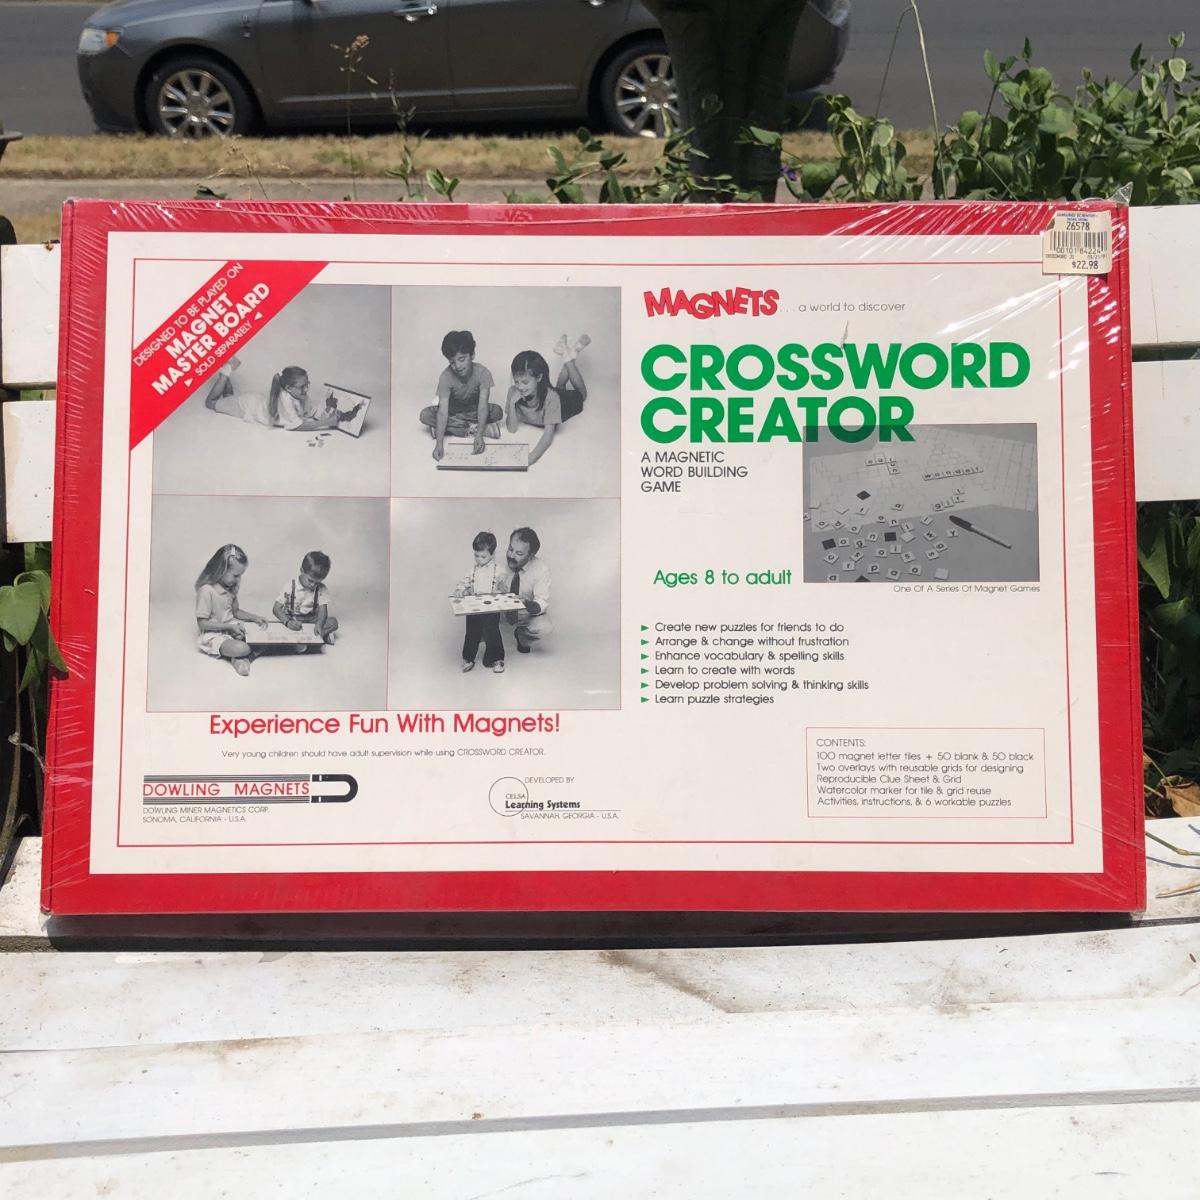 26578
$22.98
DESIGNED TO BE PLAYED ON
MAGNET
MASTER BOARD
SOLD SEPARATELY
MAGNETS... a world to discover
CROSSWORD
CREATOR
A MAGNETIC
WORD BUILDING
GAME
wonder
girl
Ages 8 to adult
One Of A Series Of Magnet Games
Create new puzzles for friends to do
Arrange & change without frustration
Enhance vocabulary & spelling skills
Learn to create with words
Develop problem solving & thinking skills
Learn puzzle strategies
Experience Fun With Magnets!
Very young children should have adult supervision while using CROSSWORD CREATOR.
DOWLING MAGNETS
DOWLING MINER MAGNETICS CORP.
SONOMA, CALIFORNIA - U.S.A.
DEVELOPED BY
CELSA
Learning Systems
SAVANNAH, GEORGIA - U.S.A.
CONTENTS:
100 magnet letter tiles + 50 blank & 50 black
Two overlays with reusable grids for designing
Reproducible Clue Sheet & Grid
Watercolor marker for tile & grid reuse
Activities, instructions, & 6 workable puzzles